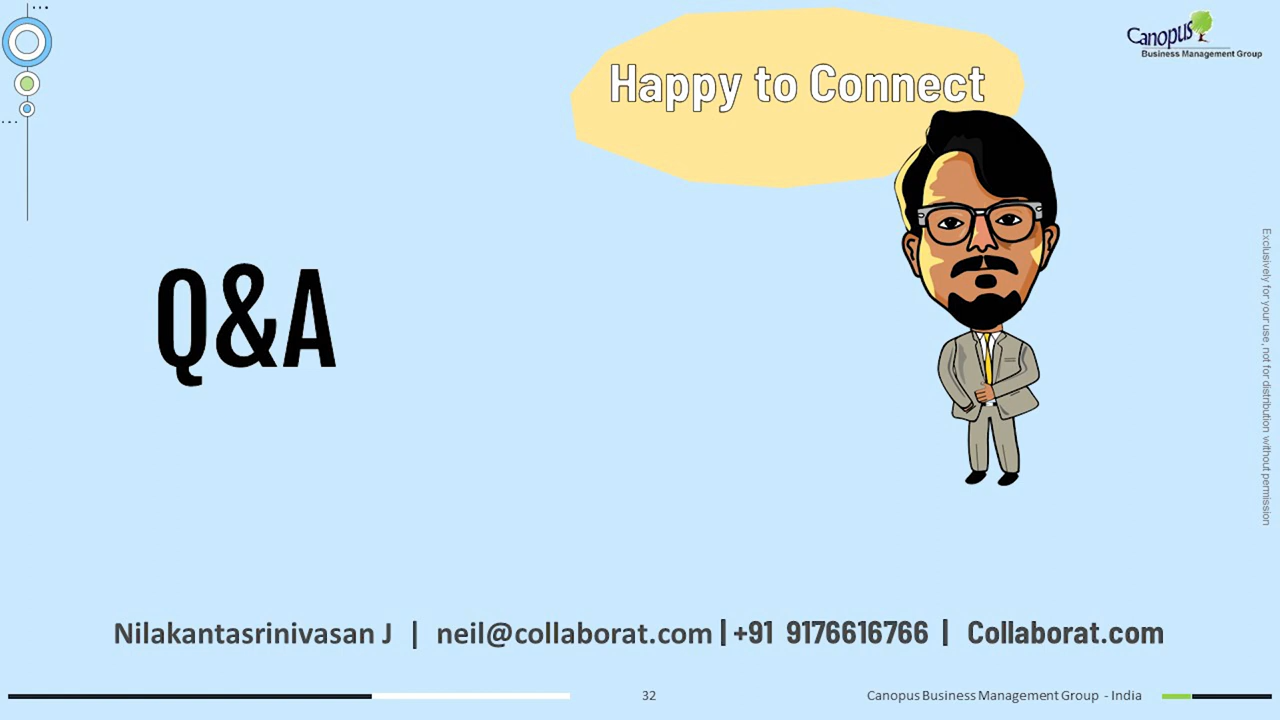 Happy to Connect
Canopus
Business Management Group
Q&A
Exclusively for your use, not for distribution without permission
Nilakantasrinivasan J | neil@collaborat.com | +91 9176616766 | Collaborat.com
32
Canopus Business Management Group - India